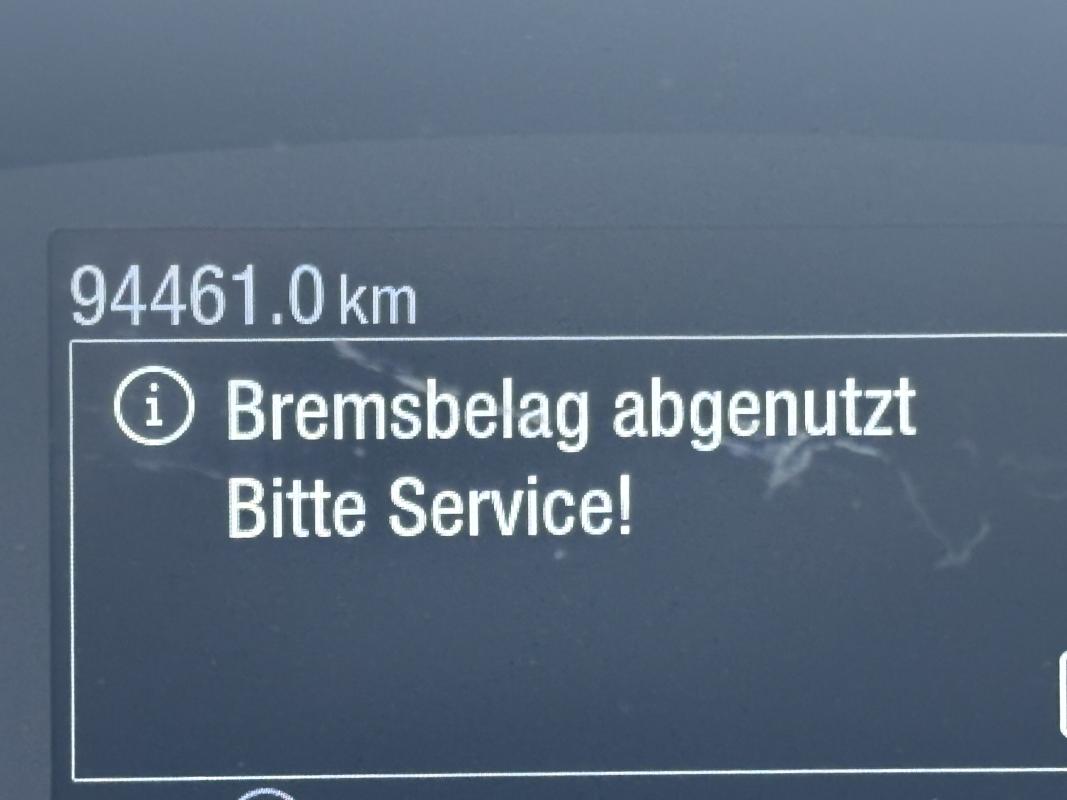 94461.0 km
i Bremsbelag abgenutzt
Bitte Service!